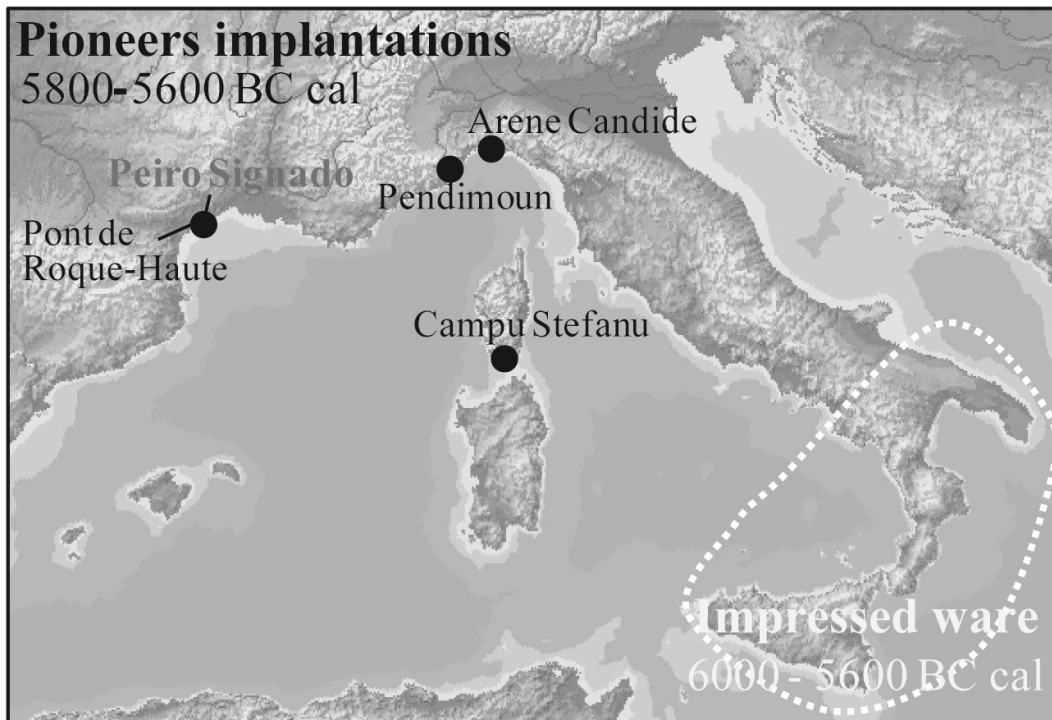 Pioneers implantations
5800-5600 BC cal
Arene Candide
Peiro Signado
Pendimoun
Pont de
Roque-Haute
Campu Stefanu
Impressed ware
6000 - 5600 BC cal